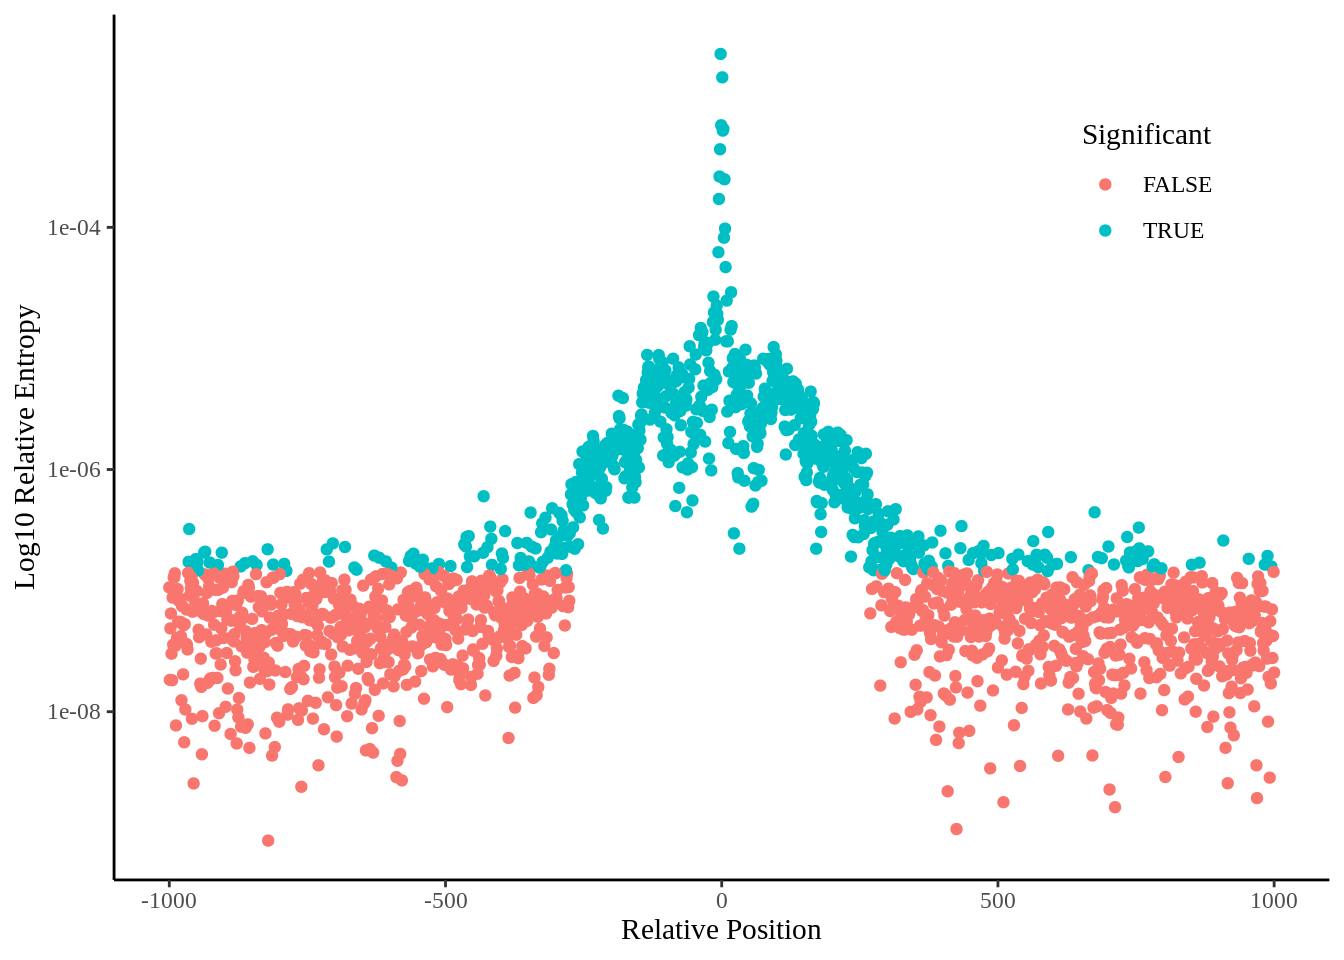 Significant
FALSE
TRUE
1e-04
1e-06
1e-08
Log10 Relative Entropy
-1000
-500
0
500
1000
Relative Position